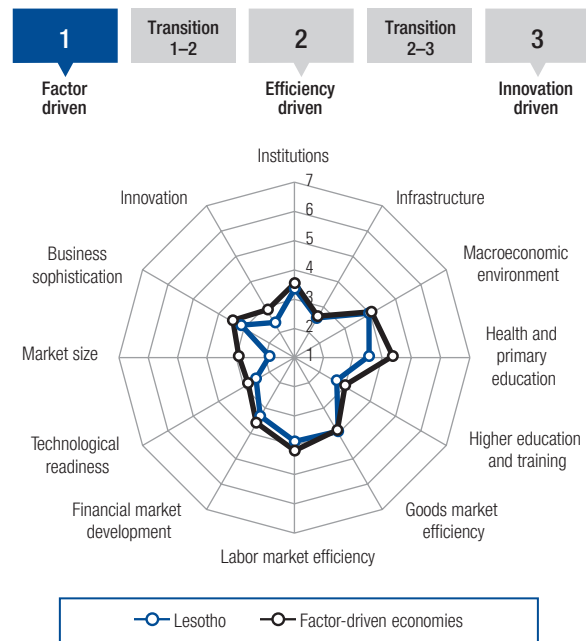 1
Transition
1–2
2
Transition
2–3
3
Factor
driven
Efficiency
driven
Innovation
driven
Institutions
Infrastructure
Macroeconomic
environment
Health and
primary
education
Higher education
and training
Goods market
efficiency
Labor market efficiency
Financial market
development
Technological
readiness
Market size
Business
sophistication
Innovation
7
6
5
4
3
2
1
Lesotho
Factor-driven economies